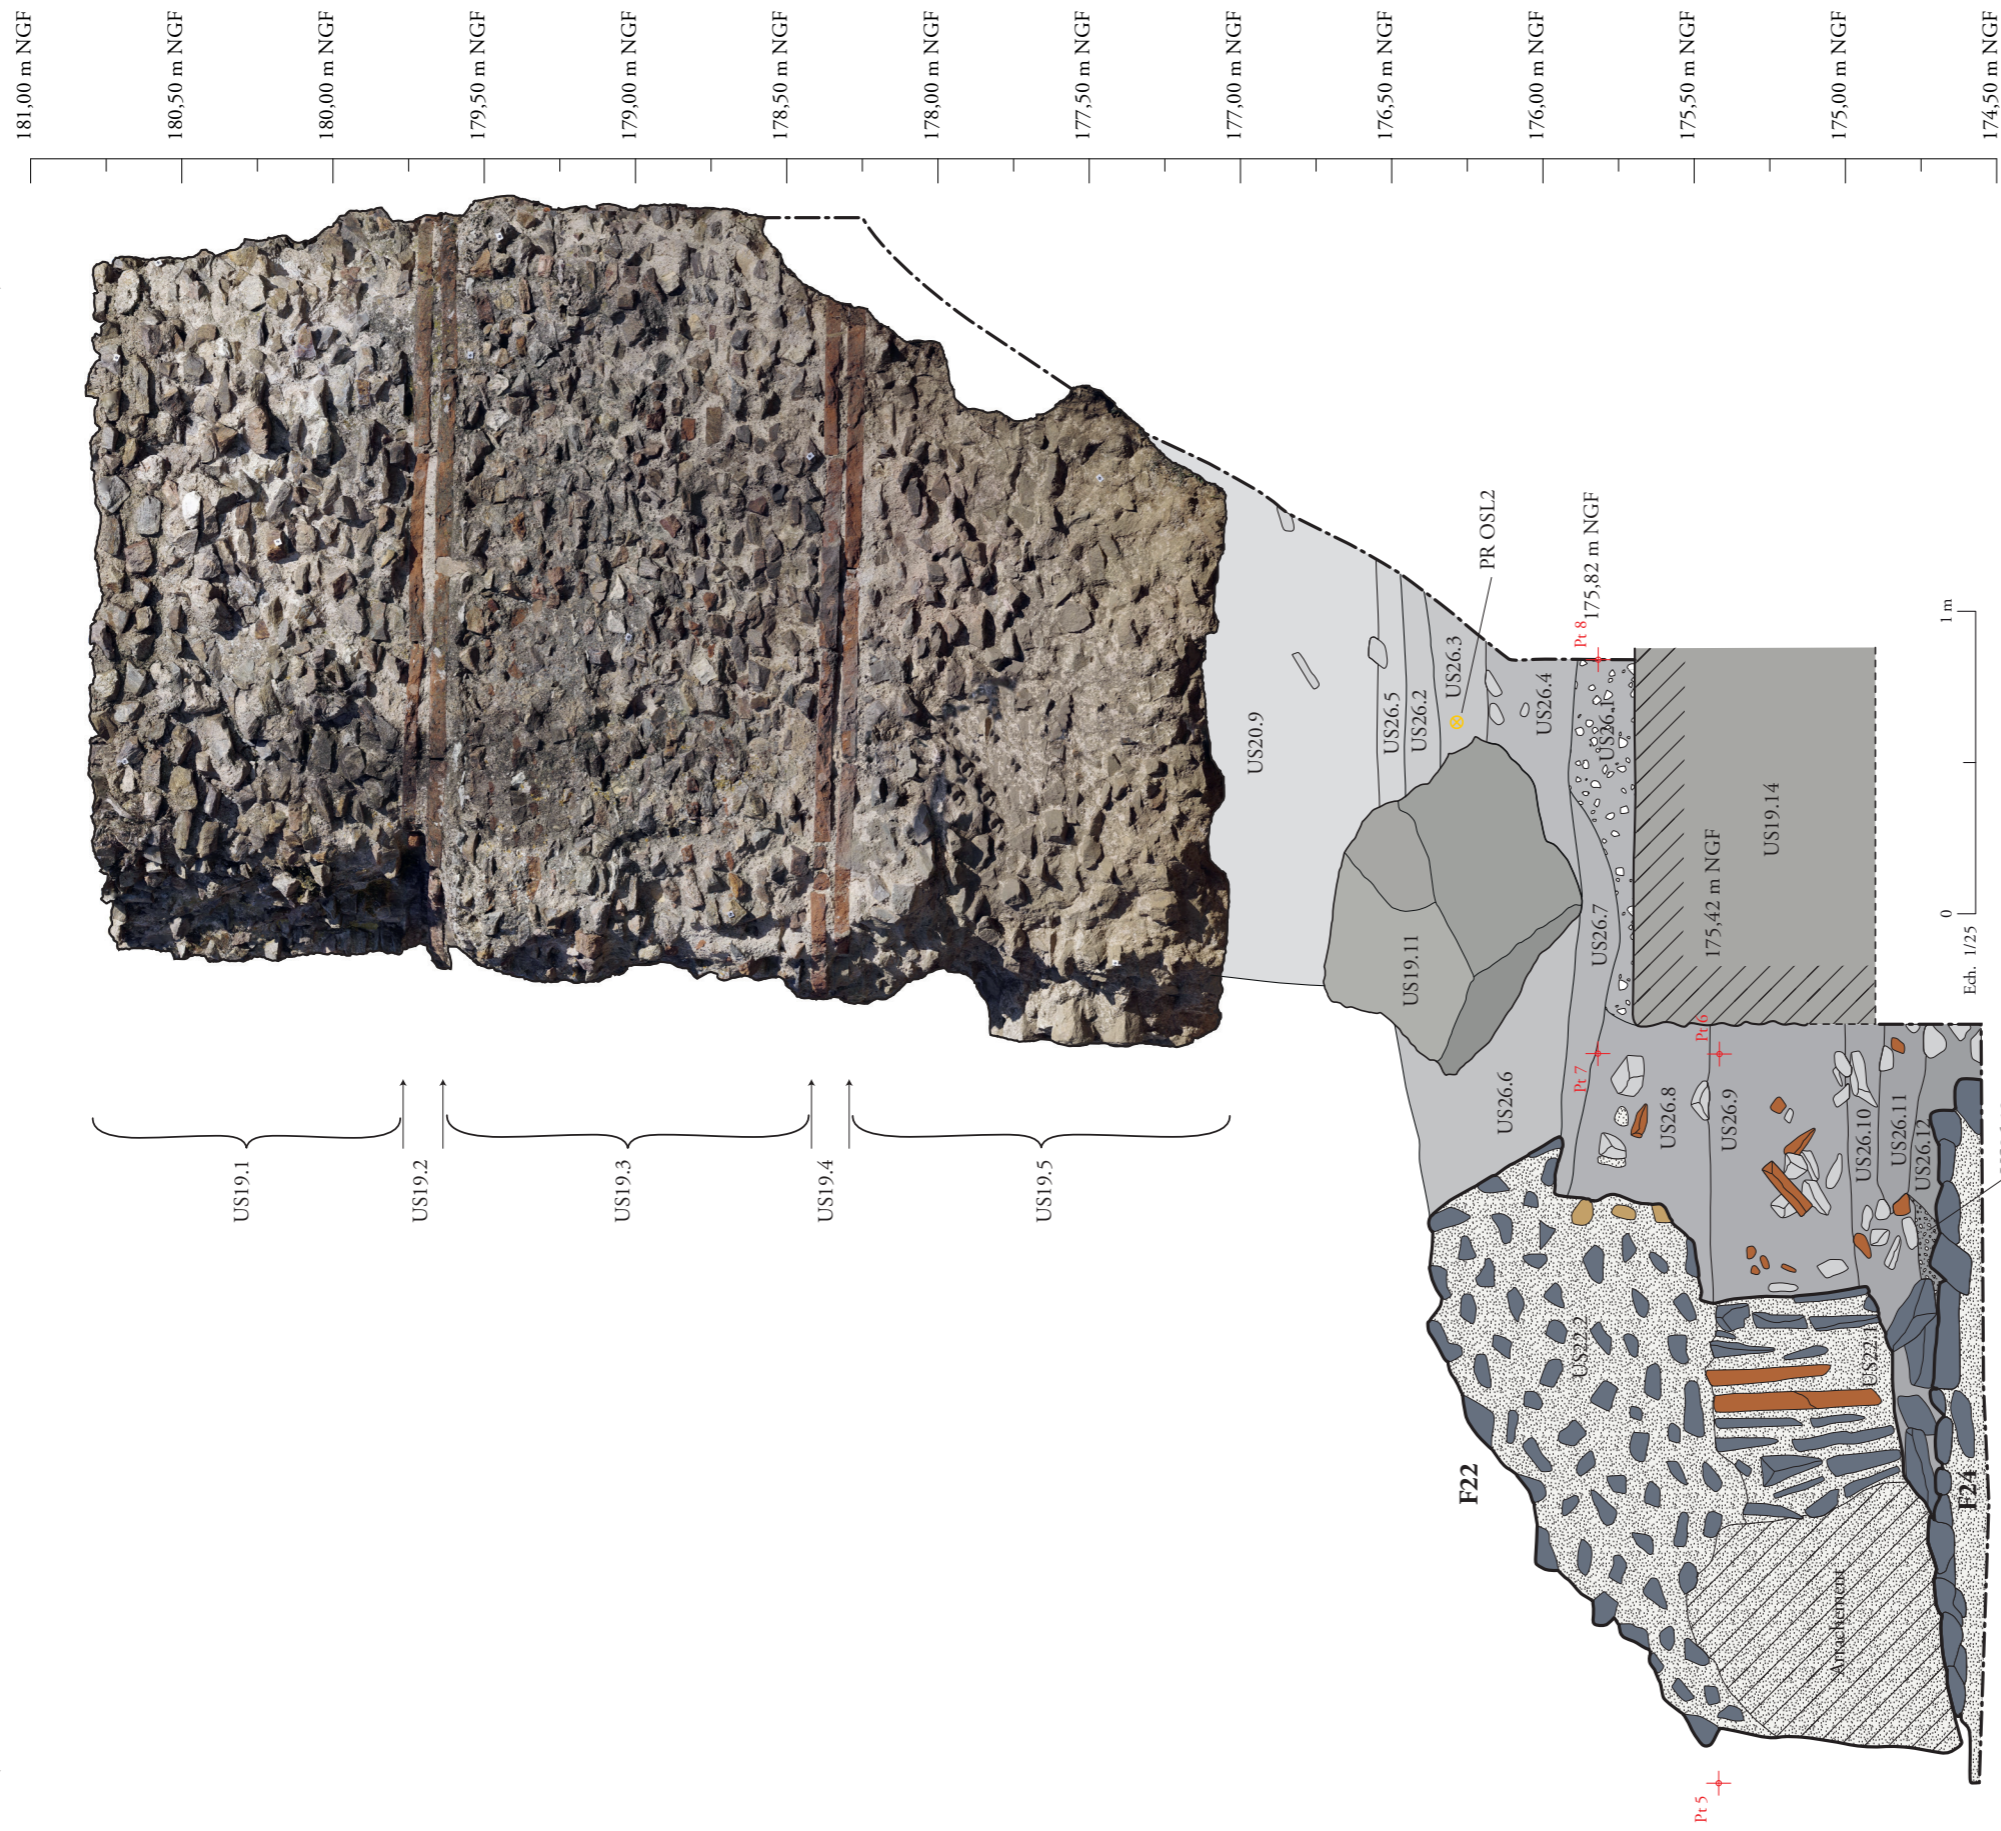 181,00 m NGF
180,50 m NGF
180,00 m NGF
179,50 m NGF
179,00 m NGF
178,50 m NGF
178,00 m NGF
177,50 m NGF
177,00 m NGF
176,50 m NGF
176,00 m NGF
175,50 m NGF
175,00 m NGF
174,50 m NGF
US19.1
US19.2
US19.3
US19.4
US19.5
US20.9
US26.5
US26.2
US26.3
PR OSL2
US26.4
Pt 8
175,82 m NGF
US26.1
US19.11
US26.7
US19.14
175,42 m NGF
US26.6
Pt 7
Pt 6
US26.8
US26.9
US26.10
US26.11
US26.12
F22
US22.2
US22.1
Arrachement
F24
Pt 5
Ech. 1/25
0
1 m